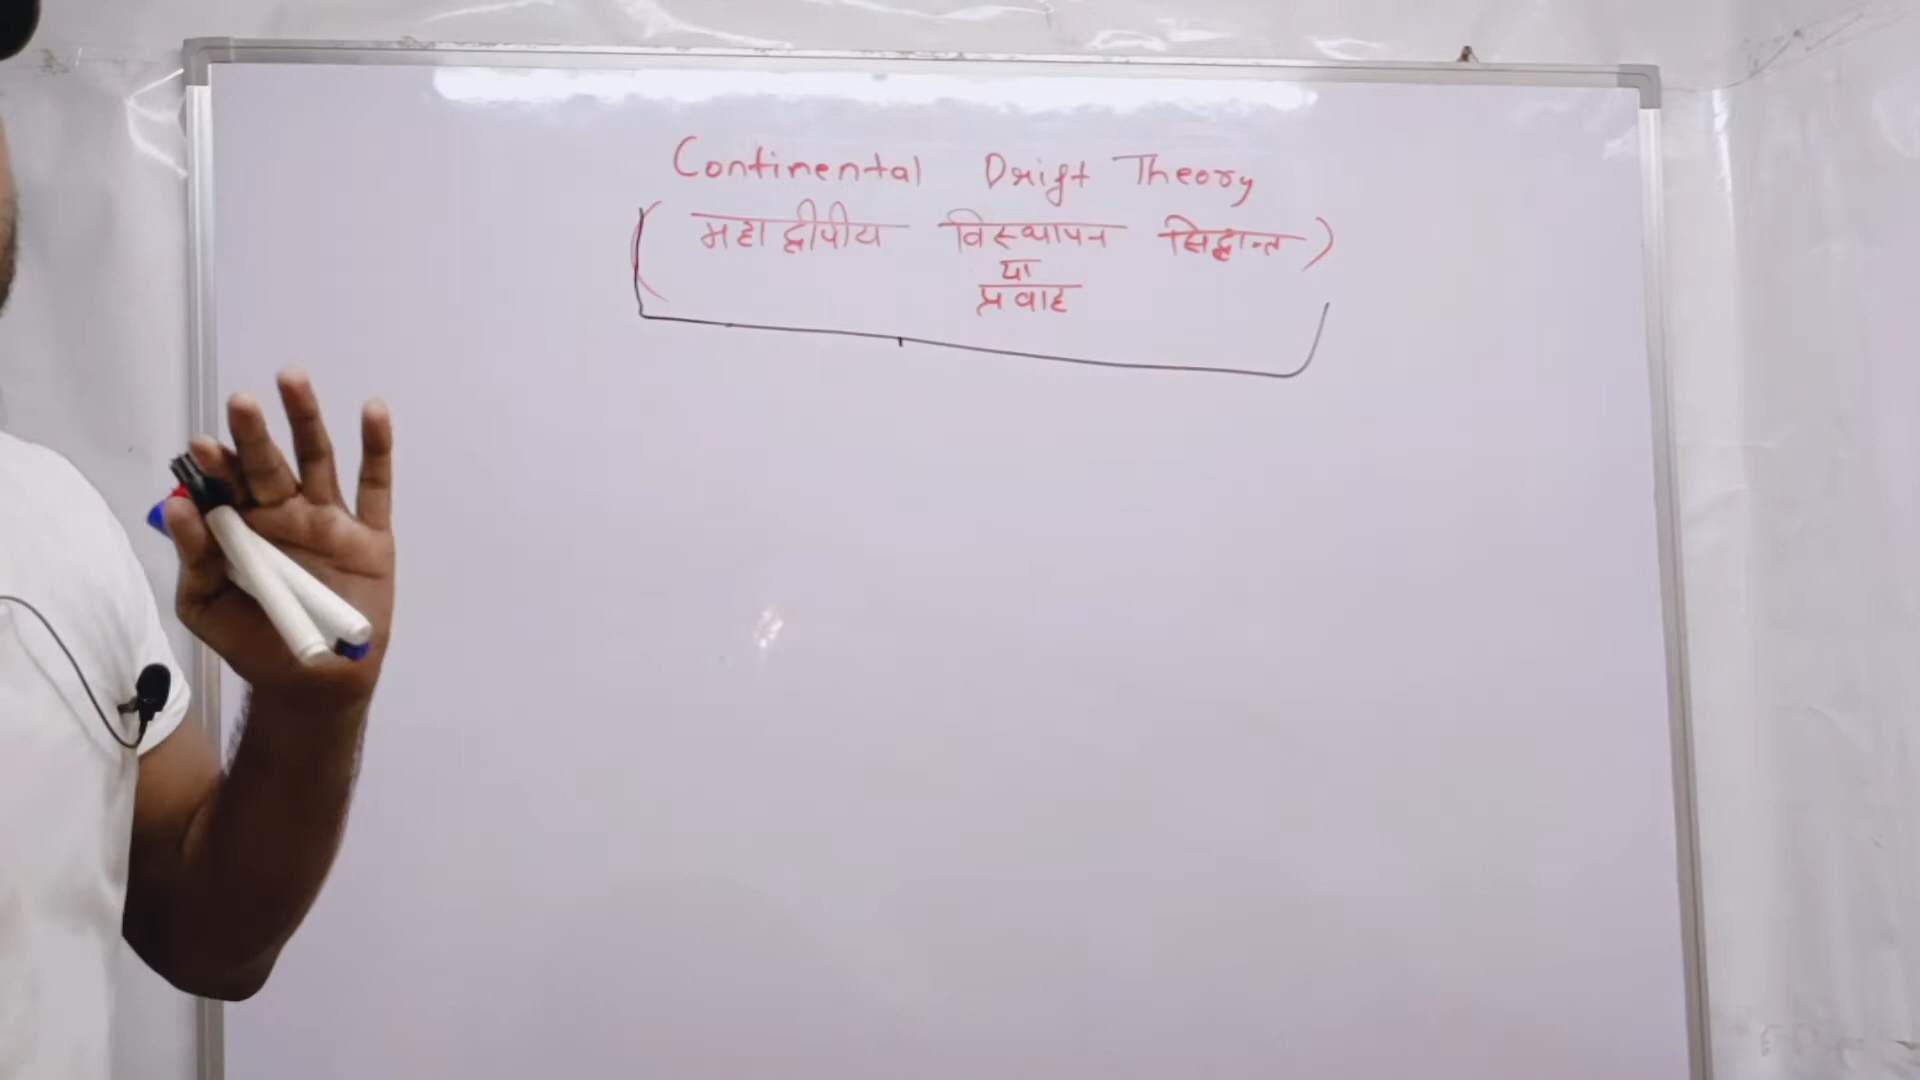 Continental Drift Theory
(महाद्वीपीय विस्थापन सिद्धान्त)
या
प्रवाह